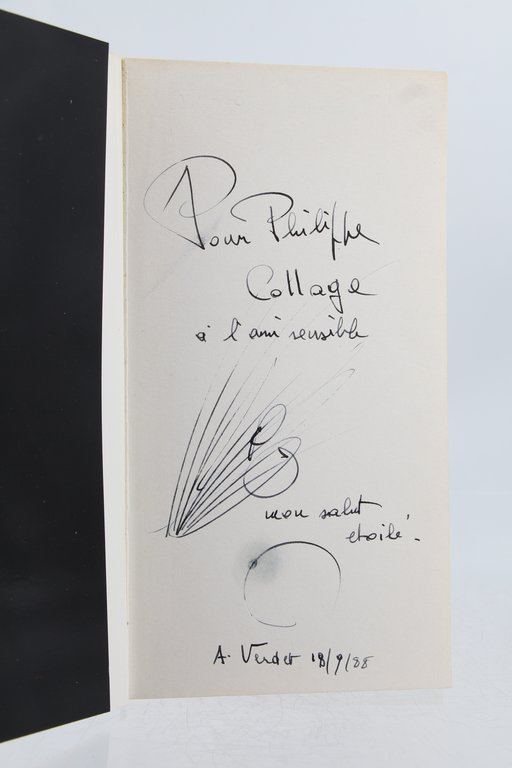 Pour Philippe
Collage
à l'ami sensible
mon salut
étoilé.
A. Verdet 18/9/88